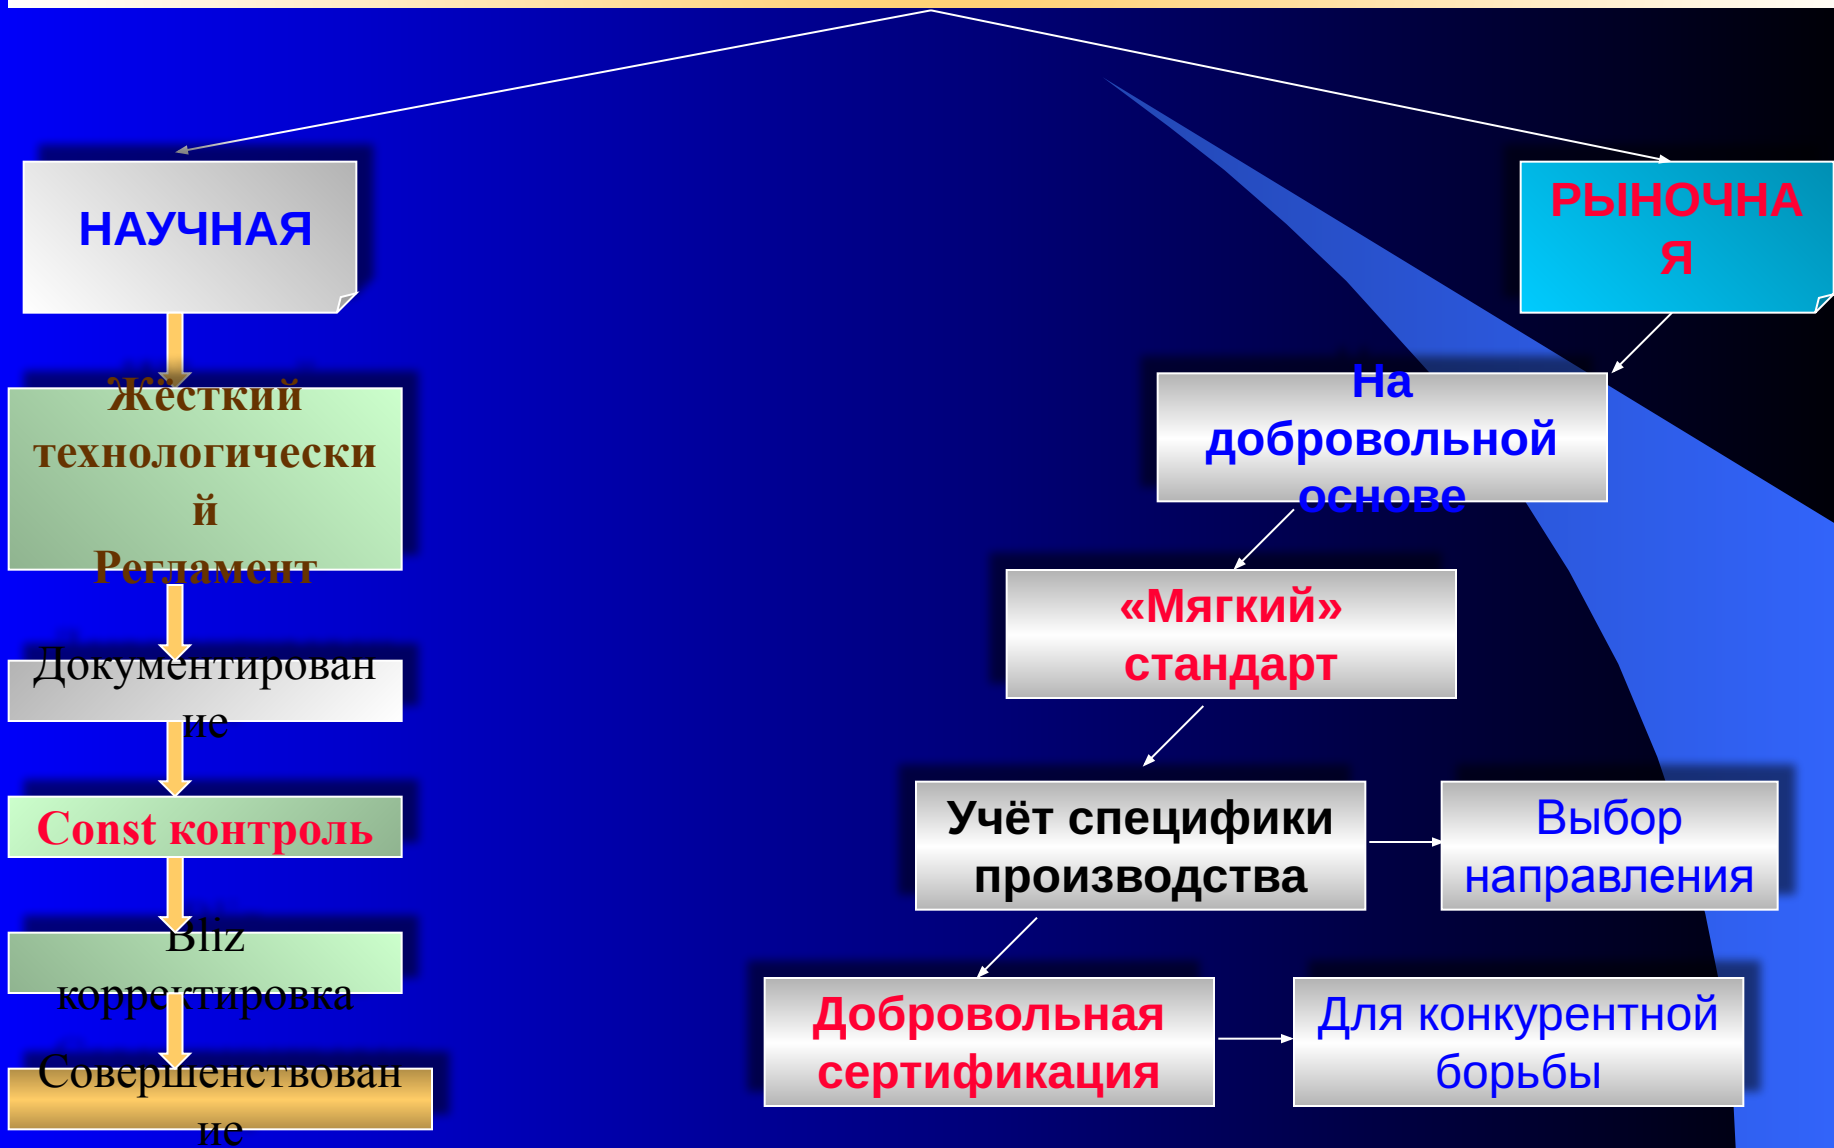 НАУЧНАЯ
Жёсткий
технологически
й
Регламент
Документирован
ие
Const контроль
Bliz
корректировка
Совершенствован
ие
РЫНОЧНА
Я
На
добровольной
основе
«Мягкий»
стандарт
Учёт специфики
производства
Выбор
направления
Добровольная
сертификация
Для конкурентной
борьбы